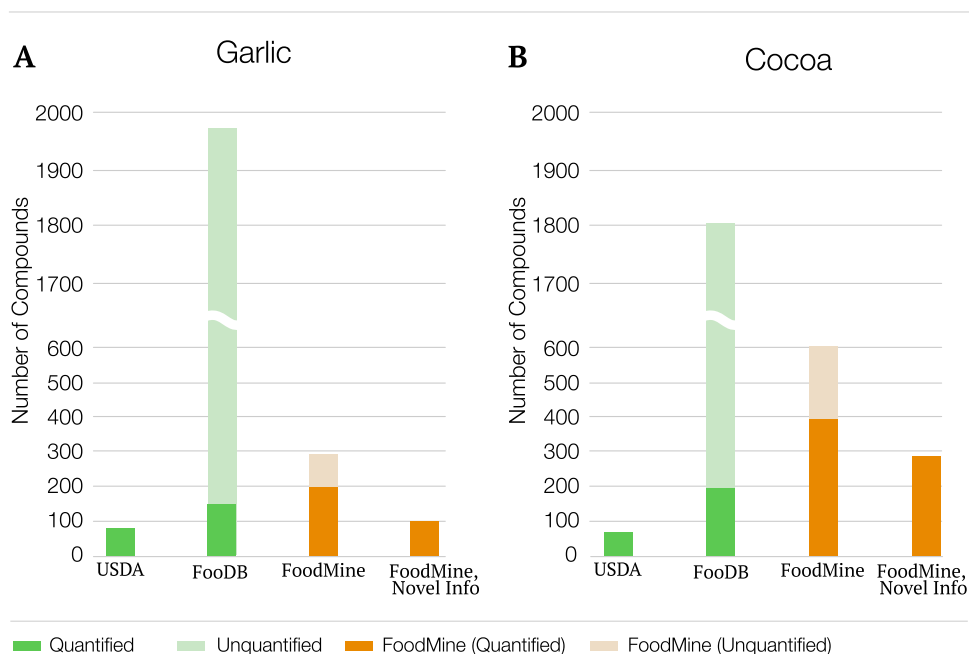 A
Garlic
Number of Compounds
2000
1900
1800
1700
600
500
400
300
200
100
0
USDA
FooDB
FoodMine
FoodMine,
Novel Info
B
Cocoa
Number of Compounds
2000
1900
1800
1700
600
500
400
300
200
100
0
USDA
FooDB
FoodMine
FoodMine,
Novel Info
Quantified
Unquantified
FoodMine (Quantified)
FoodMine (Unquantified)